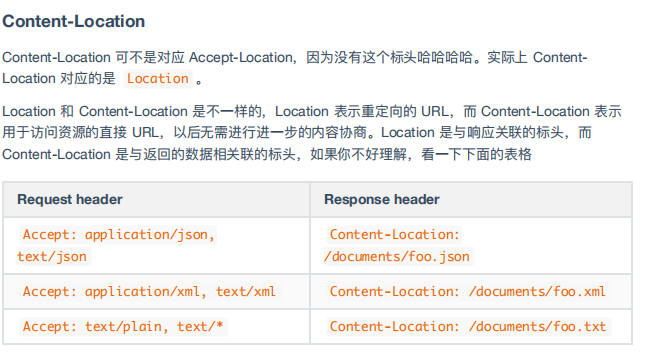 Content-Location
Content-Location 可不是对应 Accept-Location，因为没有这个标头哈哈哈哈。实际上 Content-
Location 对应的是 Location 。
Location 和 Content-Location 是不一样的，Location 表示重定向的 URL，而 Content-Location 表示
用于访问资源的直接 URL，以后无需进行进一步的内容协商。Location 是与响应关联的标头，而
Content-Location 是与返回的数据相关联的标头，如果你不好理解，看一下下面的表格
Request header
Response header
Accept: application/json,
text/json
Content-Location:
/documents/foo.json
Accept: application/xml, text/xml
Content-Location: /documents/foo.xml
Accept: text/plain, text/*
Content-Location: /documents/foo.txt